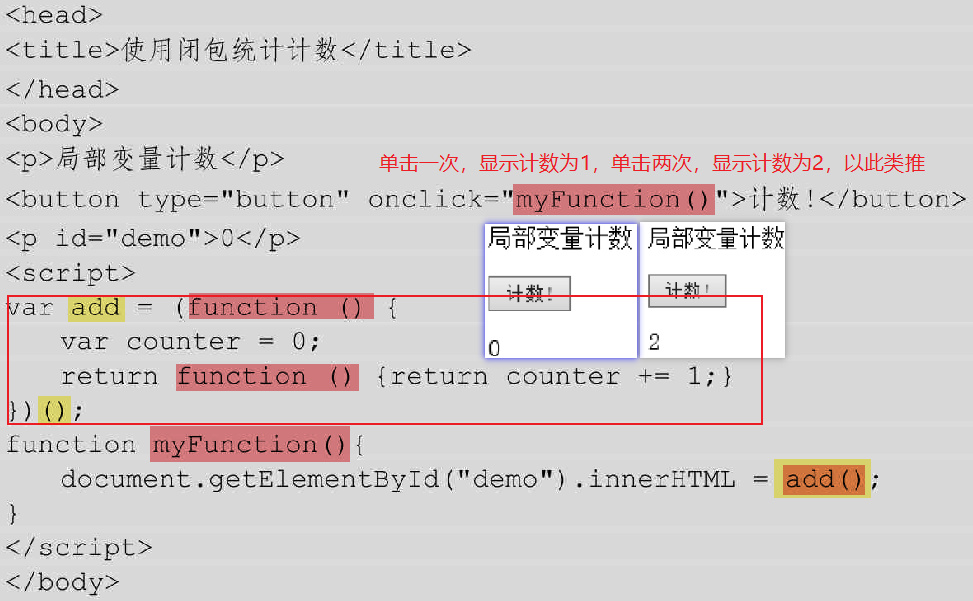 <head>
<title>使用闭包统计计数</title>
</head>
<body>
<p>局部变量计数</p>
单击一次，显示计数为1，单击两次，显示计数为2，以此类推
<button type="button" onclick="myFunction()">计数!</button>
<p id="demo">0</p>
局部变量计数
计数!
0
局部变量计数
计数!
2
<script>
var add = (function () {
var counter = 0;
return function () {return counter += 1;}
})();
function myFunction(){
document.getElementById("demo").innerHTML = add();
}
</script>
</body>